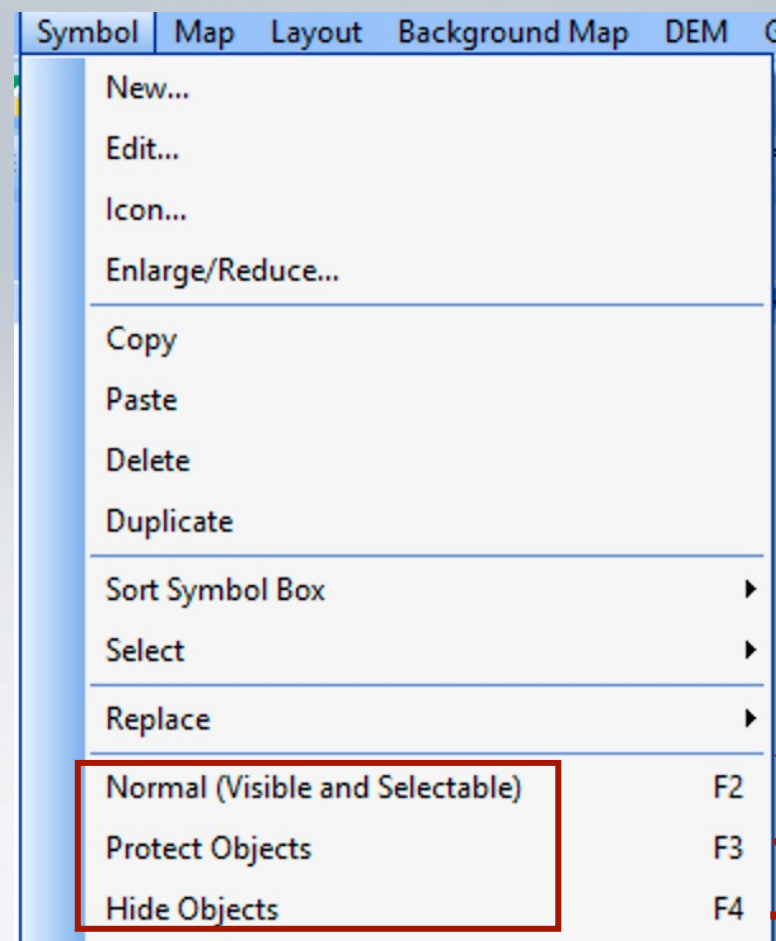 Symbol Map Layout Background Map DEM
New...
Edit...
Icon...
Enlarge/Reduce...
Copy
Paste
Delete
Duplicate
Sort Symbol Box
Select
Replace
Normal (Visible and Selectable) F2
Protect Objects F3
Hide Objects F4